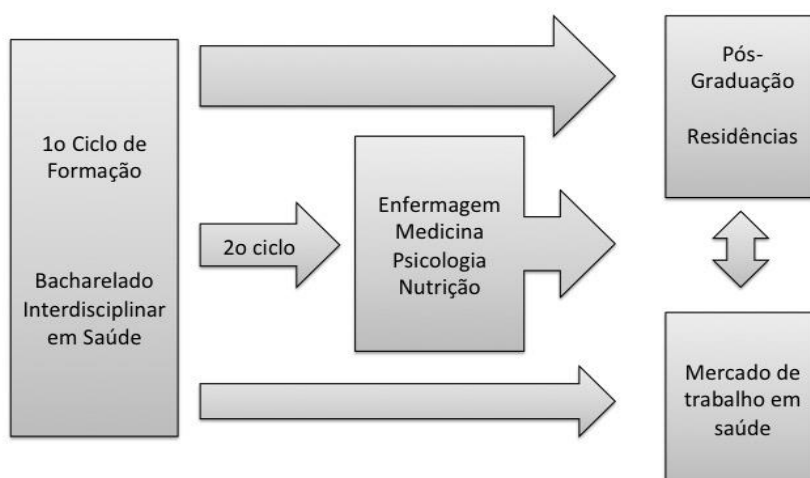 1o Ciclo de
Formação
Bacharelado
Interdisciplinar
em Saúde
2o ciclo
Enfermagem
Medicina
Psicologia
Nutrição
Pós-
Graduação
Residências
Mercado de
trabalho em
saúde